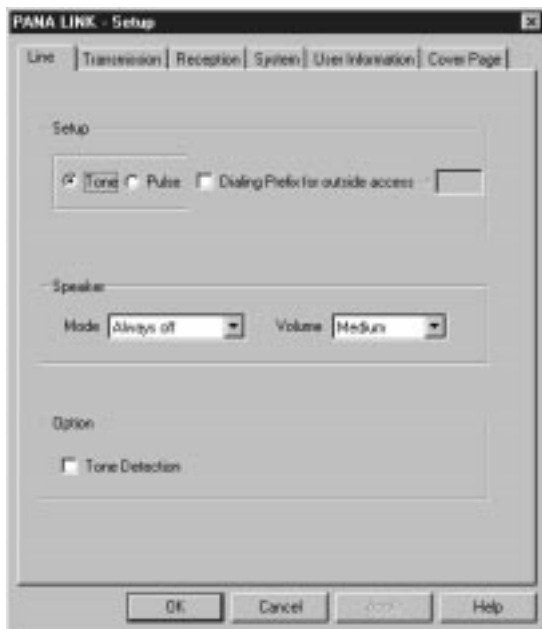 PANA LINK - Setup
Line Transmission Reception System User Information Cover Page
Setup
Tone Pulse Dialing Prefix for outside access
Speaker
Mode Always off Volume Medium
Option
Tone Detection
OK Cancel Apply Help